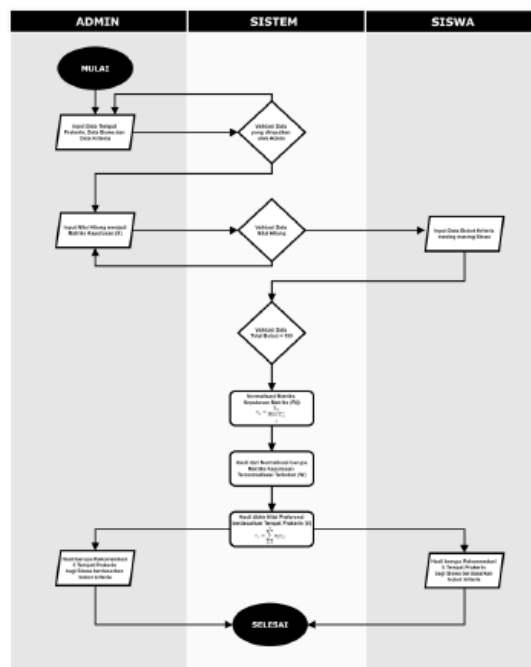 ADMIN
SISTEM
SISWA
MULAI
Input Data Tempat
Prakerin, Data Siswa dan
Data Kriteria
Validasi Data
yang diinputkan
oleh Admin
Input Nilai Hitung menjadi
Matriks Keputusan (X)
Validasi Data
Nilai Hitung
Input Data Bobot Kriteria
masing masing Siswa
Validasi Data
Total Bobot = 100
Normalisasi Matriks
Keputusan Matriks
Hasil dari Normalisasi berupa
Matriks Keputusan
Ternormalisasi Terbobot (W)
Hasil Akhir Nilai Preferensi
berdasarkan Tempat Prakerin (V)
Hasil berupa Rekomendasi
Tempat Prakerin
bagi Siswa berdasarkan
bobot kriteria
Hasil berupa Rekomendasi
Tempat Prakerin
bagi Siswa berdasarkan
bobot kriteria
SELESAI